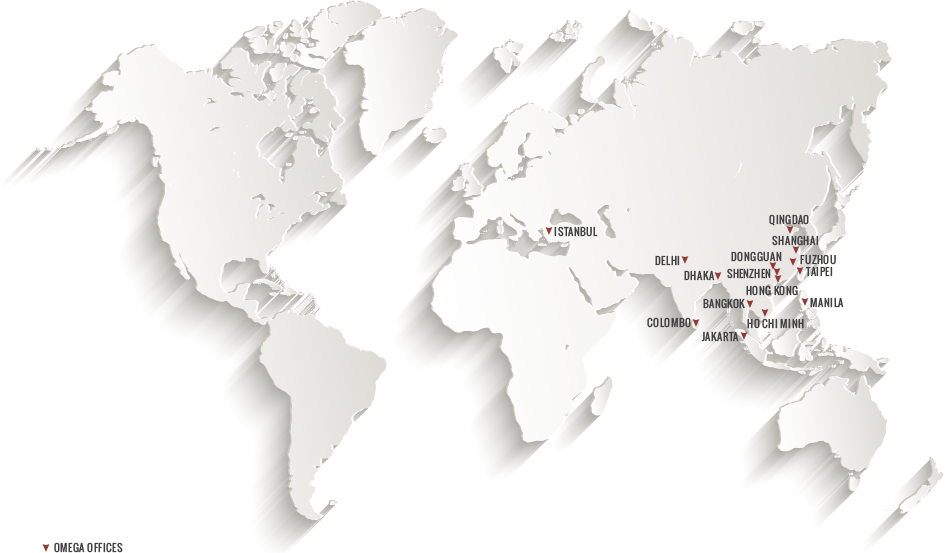 QINGDAO
ISTANBUL
SHANGHAI
DONGGUAN
DELHI
FUZHOU
DHAKA
SHENZHEN
TAIPEI
HONG KONG
BANGKOK
MANILA
COLOMBO
HO CHI MINH
JAKARTA
OMEGA OFFICES